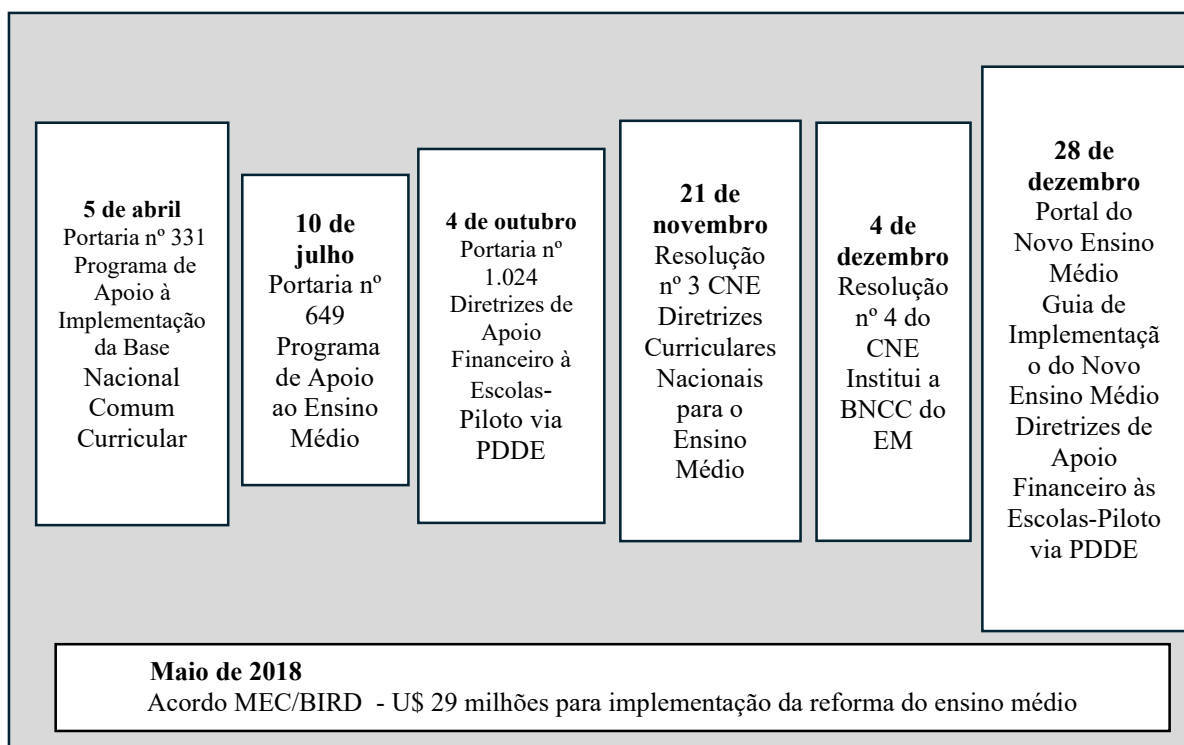 5 de abril
Portaria nº 331
Programa de
Apoio à
Implementação
da Base
Nacional
Comum
Curricular
10 de
julho
Portaria nº
649
Programa
de Apoio
ao Ensino
Médio
4 de outubro
Portaria nº
1.024
Diretrizes de
Apoio
Financeiro à
Escolas-
Piloto via
PDDE
21 de
novembro
Resolução
nº 3 CNE
Diretrizes
Curriculares
Nacionais
para o
Ensino
Médio
4 de
dezembro
Resolução
nº 4 do
CNE
Institui a
BNCC do
EM
28 de
dezembro
Portal do
Novo Ensino
Médio
Guia de
Implementaçã
o do Novo
Ensino Médio
Diretrizes de
Apoio
Financeiro às
Escolas-Piloto
via PDDE
Maio de 2018
Acordo MEC/BIRD - U$ 29 milhões para implementação da reforma do ensino médio